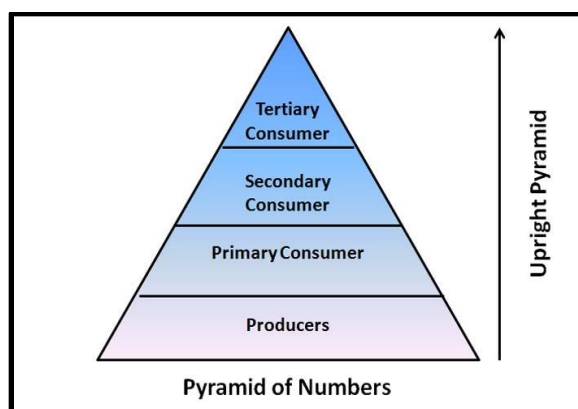 Tertiary
Consumer
Secondary
Consumer
Primary Consumer
Producers
Pyramid of Numbers
Upright Pyramid